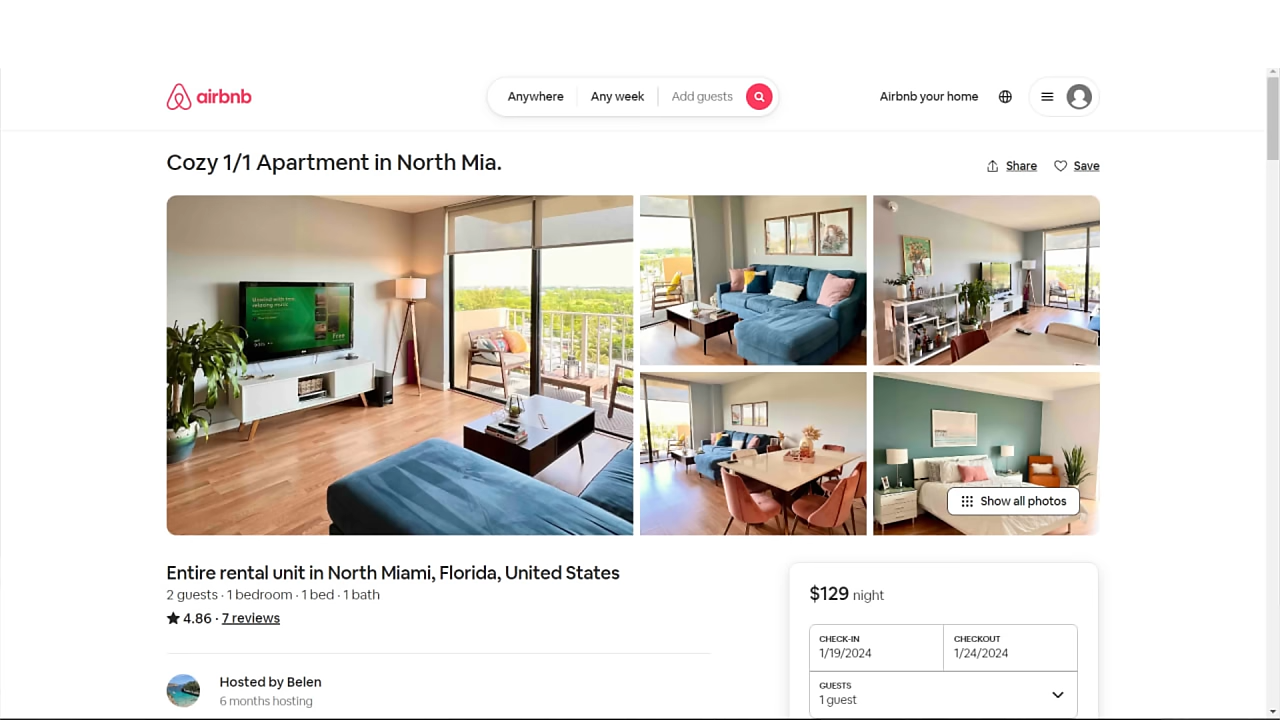 airbnb
Anywhere
Any week
Add guests
Airbnb your home
Cozy 1/1 Apartment in North Mia.
Share
Save
Show all photos
Entire rental unit in North Miami, Florida, United States
2 guests · 1 bedroom · 1 bed · 1 bath
4.86 · 7 reviews
$129 night
CHECK-IN
1/19/2024
CHECKOUT
1/24/2024
GUESTS
1 guest
Hosted by Belen
6 months hosting